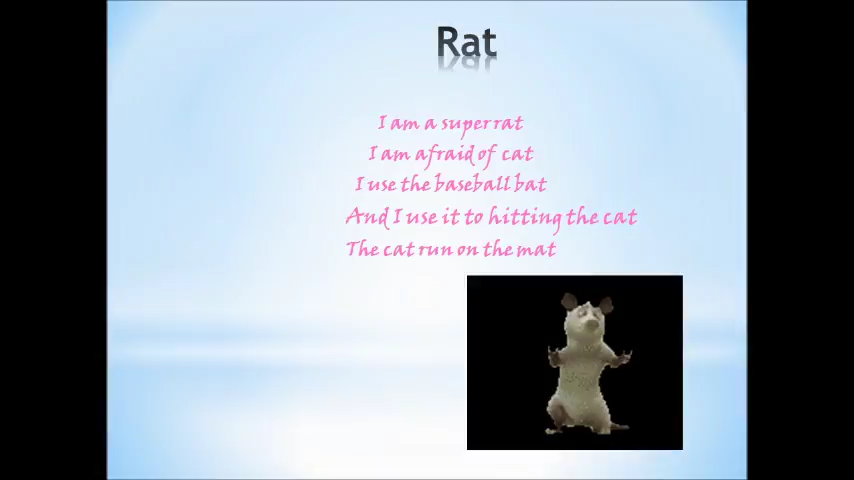 Rat
I am a super rat
I am afraid of cat
I use the baseball bat
And I use it to hitting the cat
The cat run on the mat